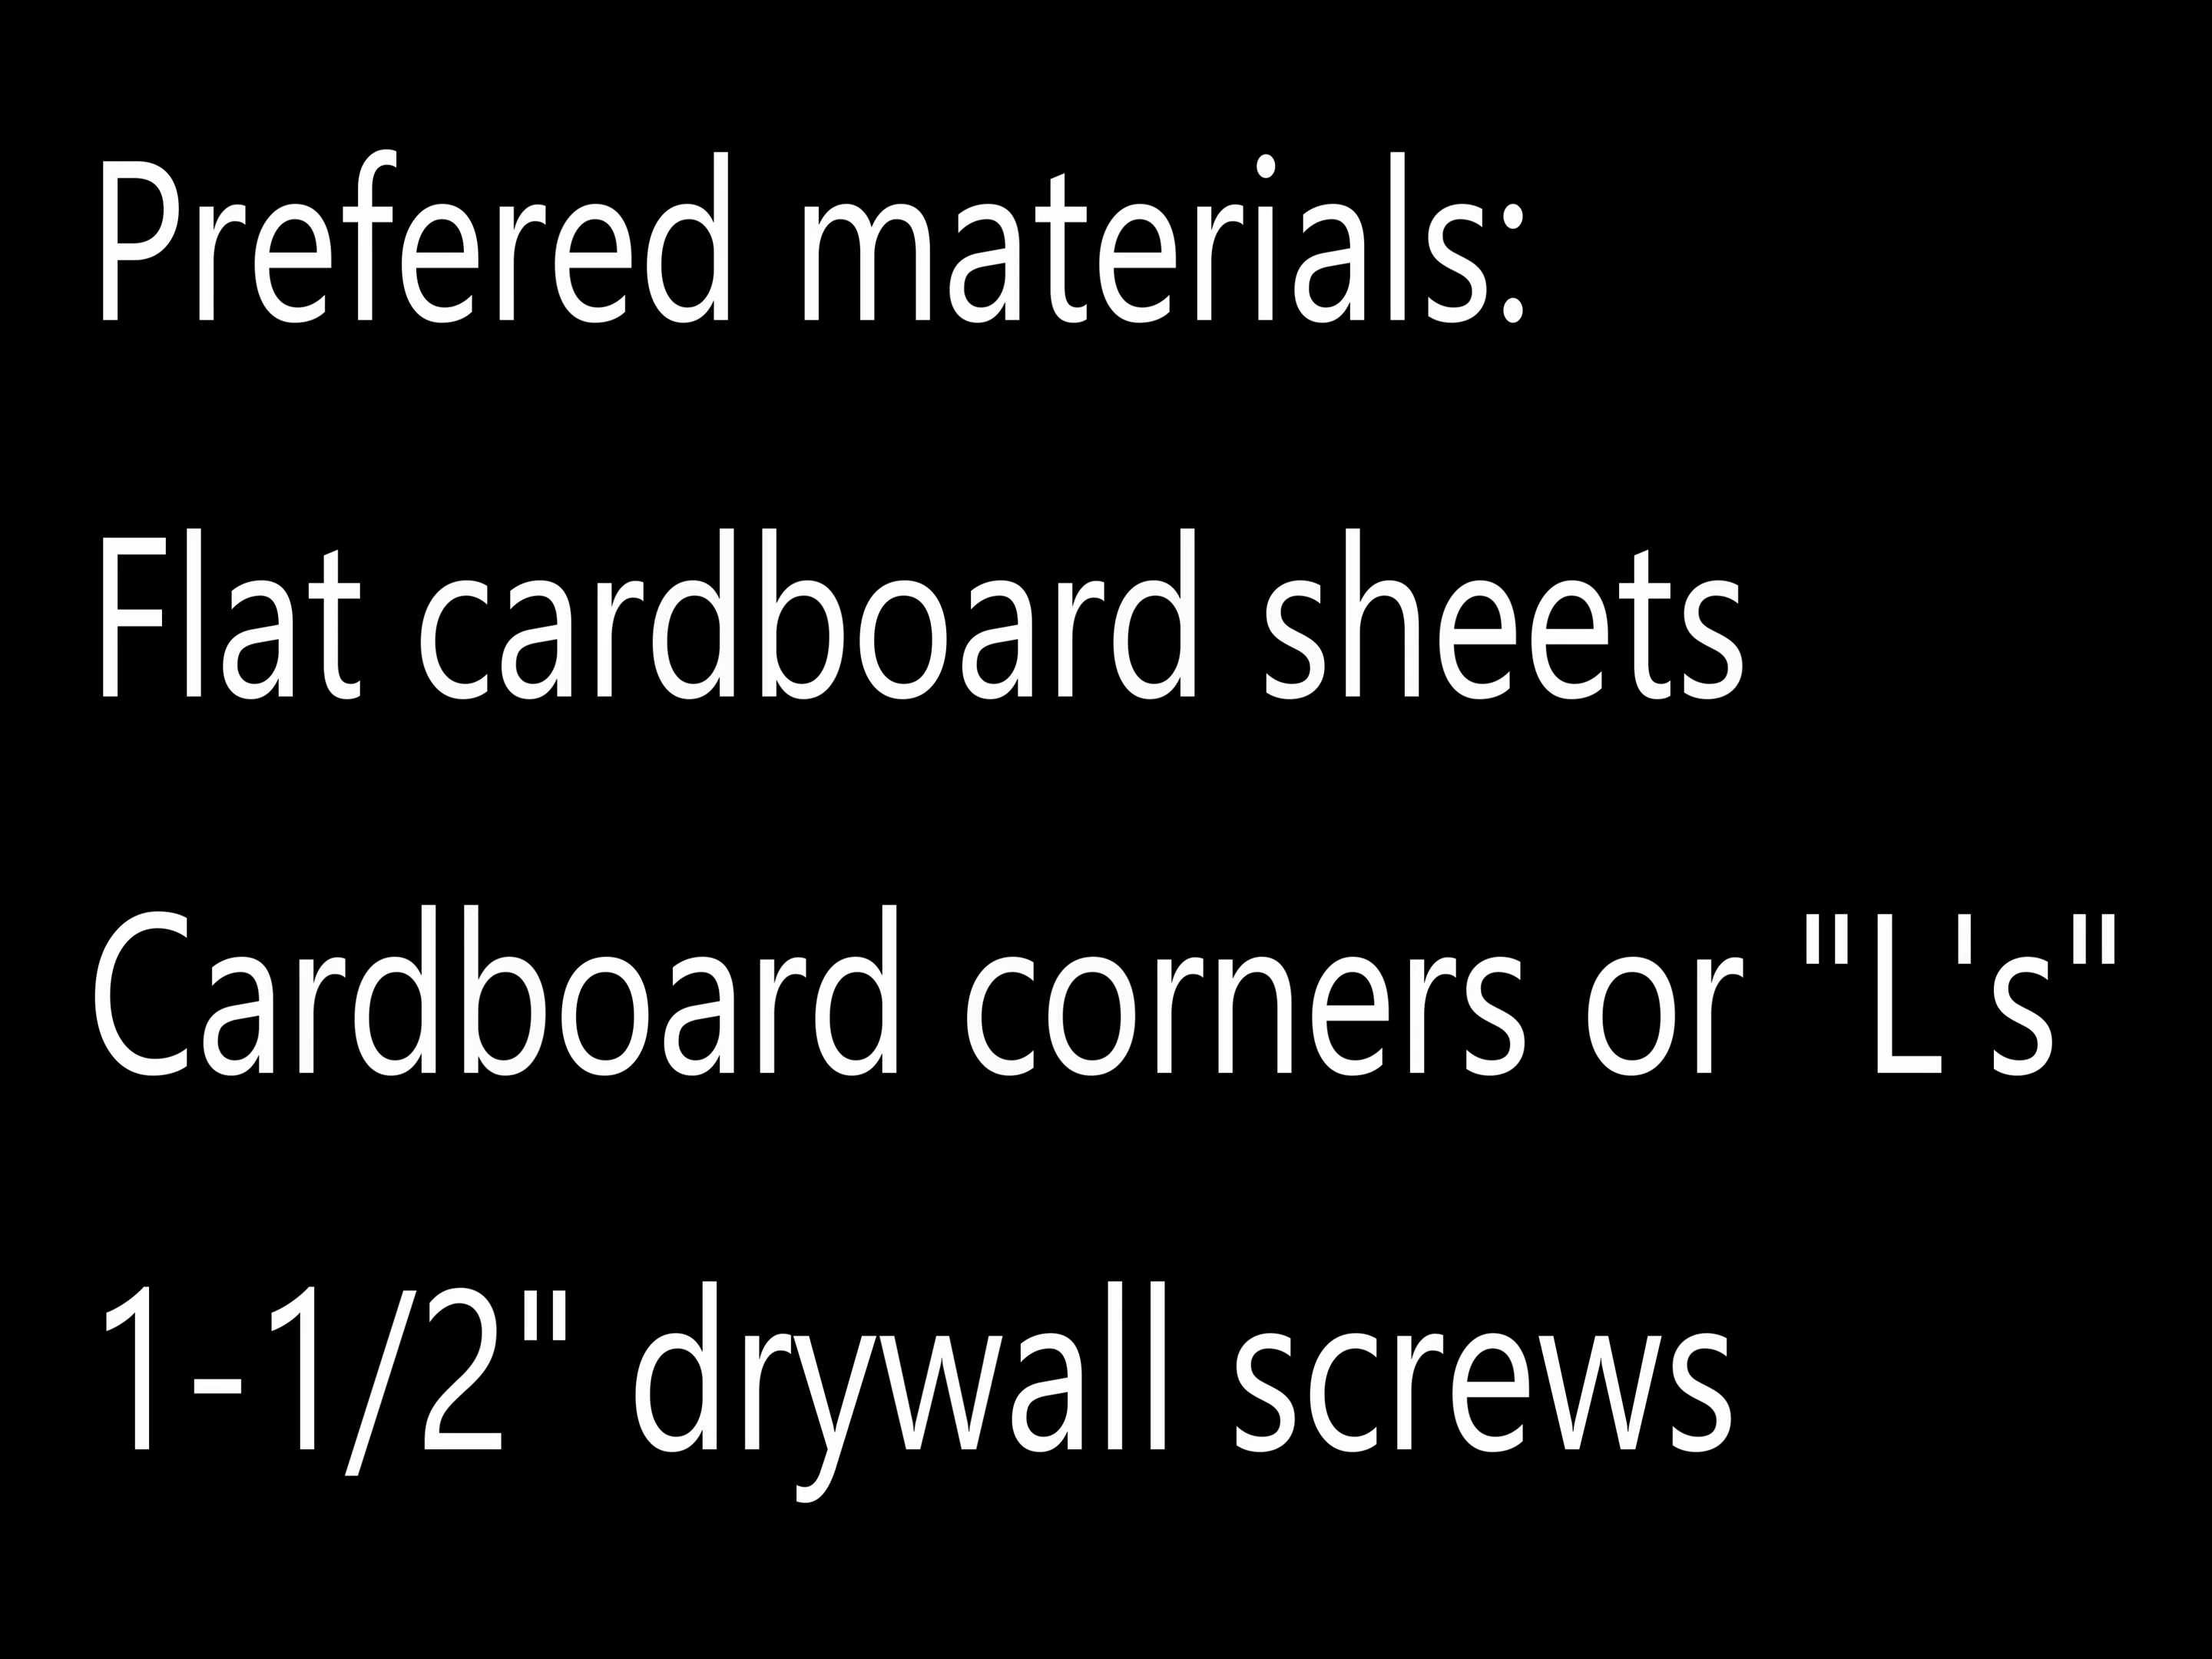 Prefered materials:
Flat cardboard sheets
Cardboard corners or "L's"
1-1/2" drywall screws